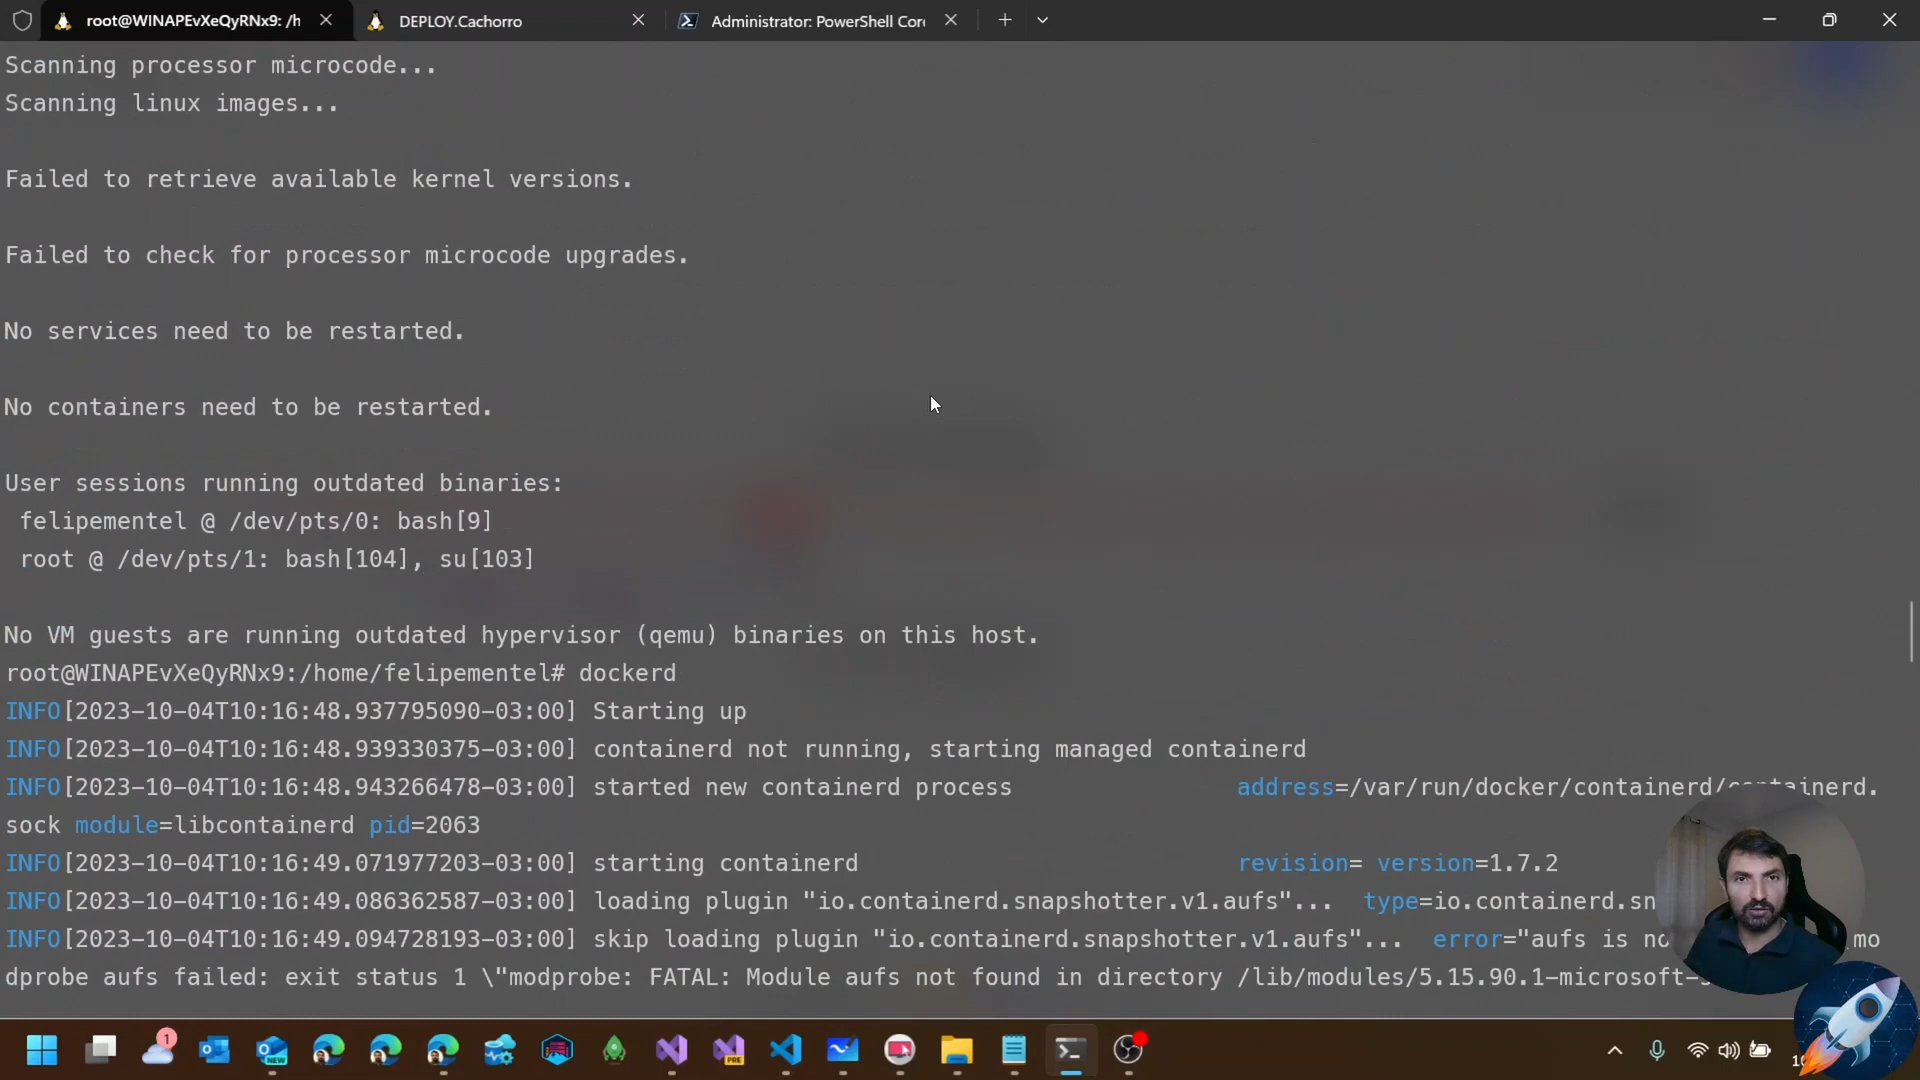 root@WINAPEvXeQyRNx9: /h
DEPLOY.Cachorro
Administrator: PowerShell Cor
Scanning processor microcode...
Scanning linux images...
Failed to retrieve available kernel versions.
Failed to check for processor microcode upgrades.
No services need to be restarted.
No containers need to be restarted.
User sessions running outdated binaries:
felipementel @ /dev/pts/0: bash[9]
root @ /dev/pts/1: bash[104], su[103]
No VM guests are running outdated hypervisor (qemu) binaries on this host.
root@WINAPEvXeQyRNx9:/home/felipementel# dockerd
INFO[2023-10-04T10:16:48.937795090-03:00] Starting up
INFO[2023-10-04T10:16:48.939330375-03:00] containerd not running, starting managed containerd
INFO[2023-10-04T10:16:48.943266478-03:00] started new containerd process address=/var/run/docker/containerd/containerd.
sock module=libcontainerd pid=2063
INFO[2023-10-04T10:16:49.071977203-03:00] starting containerd revision= version=1.7.2
INFO[2023-10-04T10:16:49.086362587-03:00] loading plugin "io.containerd.snapshotter.v1.aufs"... type=io.containerd.sn
INFO[2023-10-04T10:16:49.094728193-03:00] skip loading plugin "io.containerd.snapshotter.v1.aufs"... error="aufs is no mo
dprobe aufs failed: exit status 1 \"modprobe: FATAL: Module aufs not found in directory /lib/modules/5.15.90.1-microsoft-
1
NEW
PRE